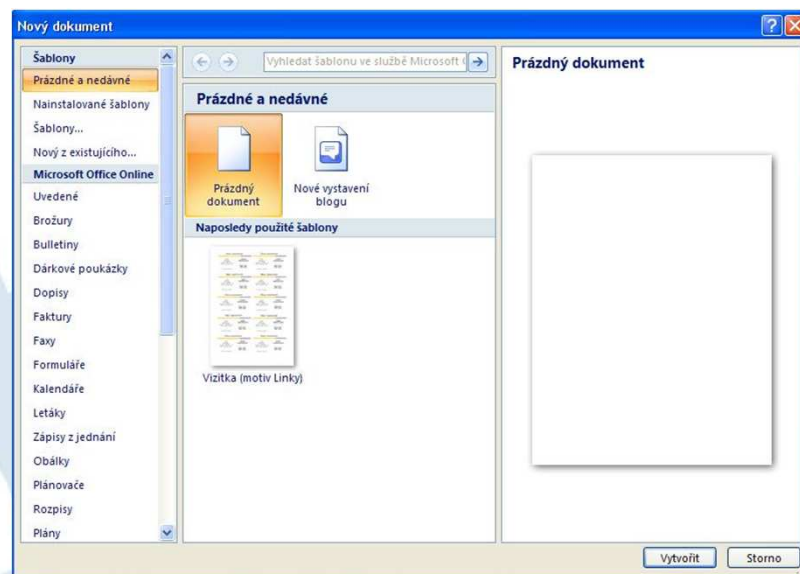 Nový dokument
Šablony
Prázdné a nedávné
Nainstalované šablony
Šablony...
Nový z existujícího...
Microsoft Office Online
Uvedené
Brožury
Bulletiny
Dárkové poukázky
Dopisy
Faktury
Faxy
Formuláře
Kalendáře
Letáky
Zápisy z jednání
Obálky
Plánovače
Rozpisy
Plány
Vyhledat šablonu ve službě Microsoft
Prázdné a nedávné
Prázdný
dokument
Nové vystavení
blogu
Naposledy použité šablony
Vizitka (motiv Linky)
Prázdný dokument
Vytvořit
Storno